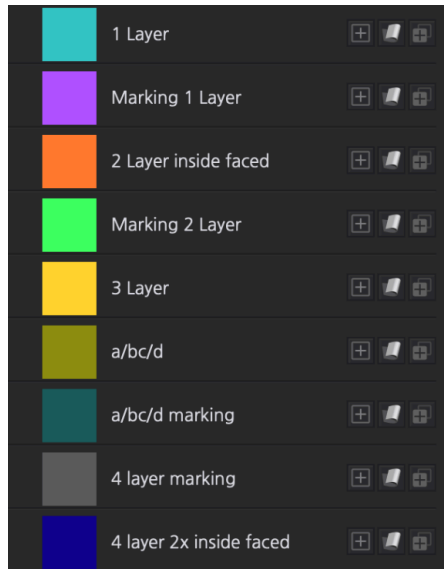 1 Layer
Marking 1 Layer
2 Layer inside faced
Marking 2 Layer
3 Layer
a/bc/d
a/bc/d marking
4 layer marking
4 layer 2x inside faced